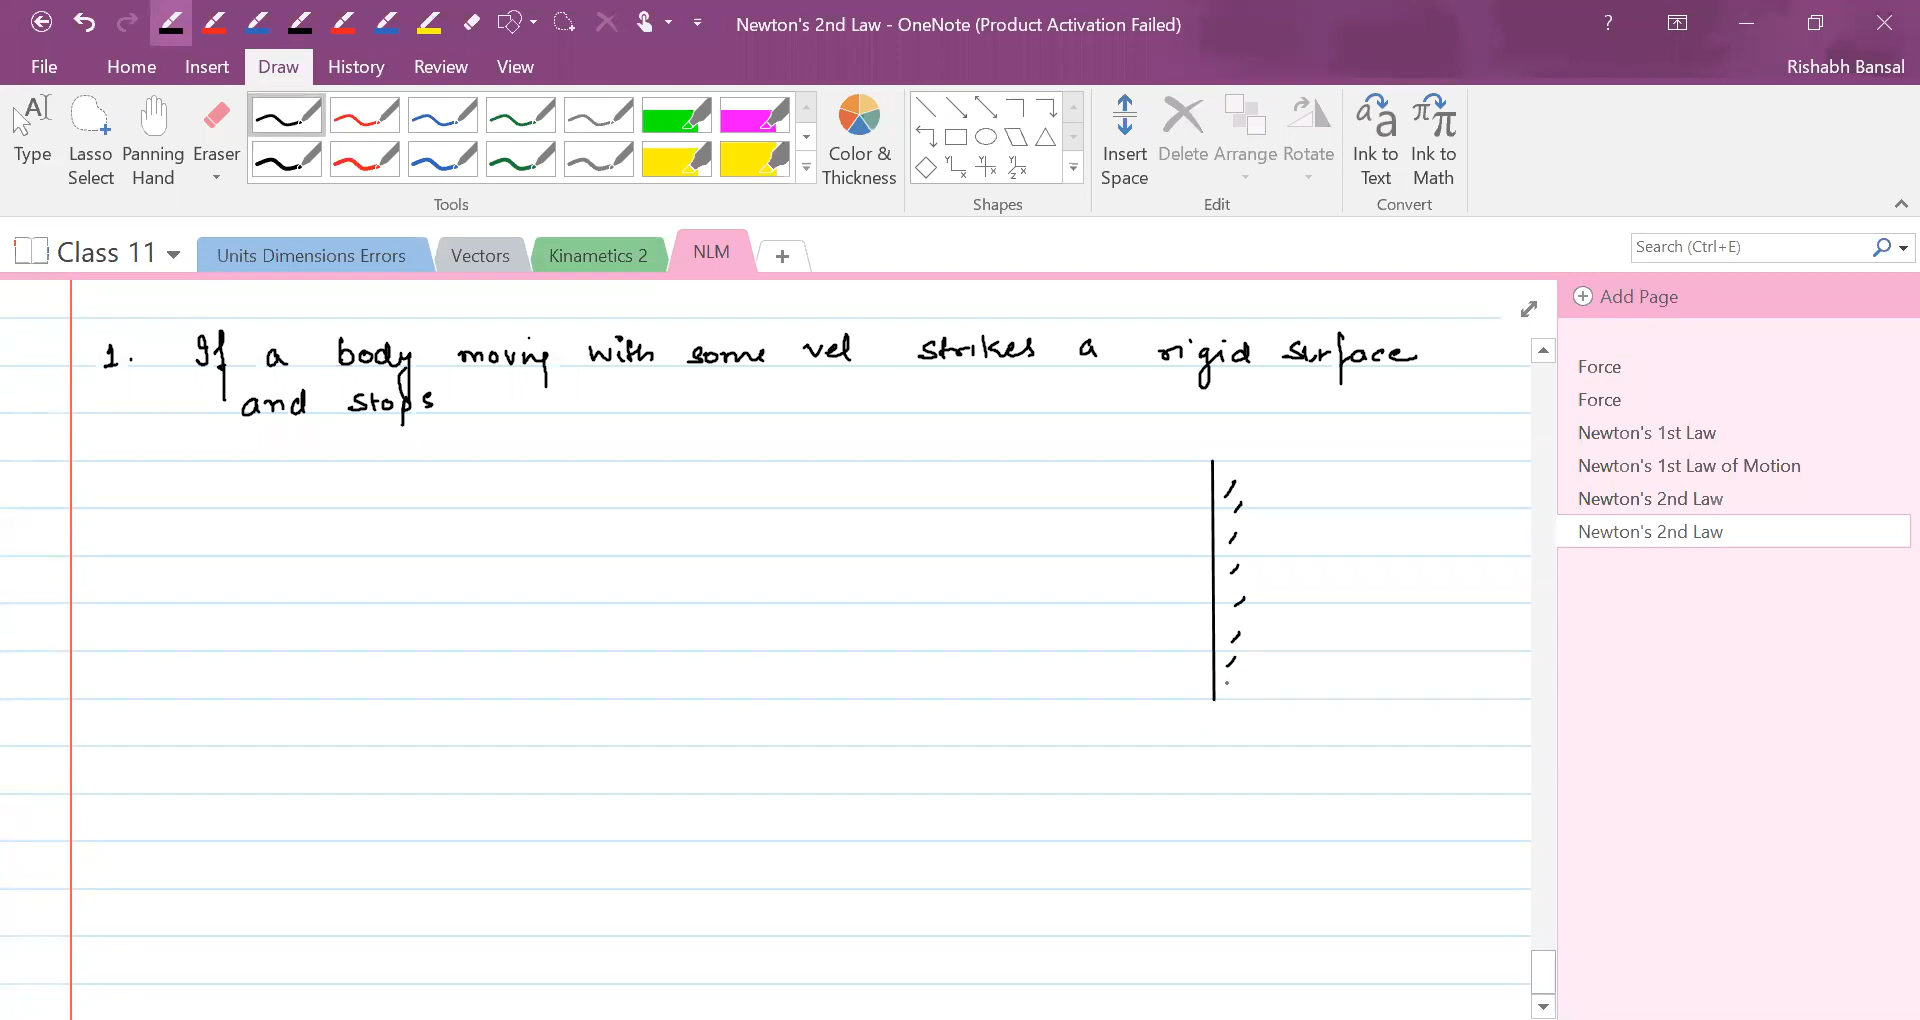 Newton's 2nd Law - OneNote (Product Activation Failed)
?
File Home Insert Draw History Review View
Rishabh Bansal
Type
Lasso Select
Panning Hand
Eraser
Color & Thickness
Insert Space
Delete
Arrange
Rotate
Ink to Text
Ink to Math
Tools
Shapes
Edit
Convert
Class 11
Units Dimensions Errors
Vectors
Kinametics 2
NLM
Search (Ctrl+E)
Add Page
Force
Force
Newton's 1st Law
Newton's 1st Law of Motion
Newton's 2nd Law
Newton's 2nd Law
1. If a body moving with some vel strikes a rigid surface
and stops